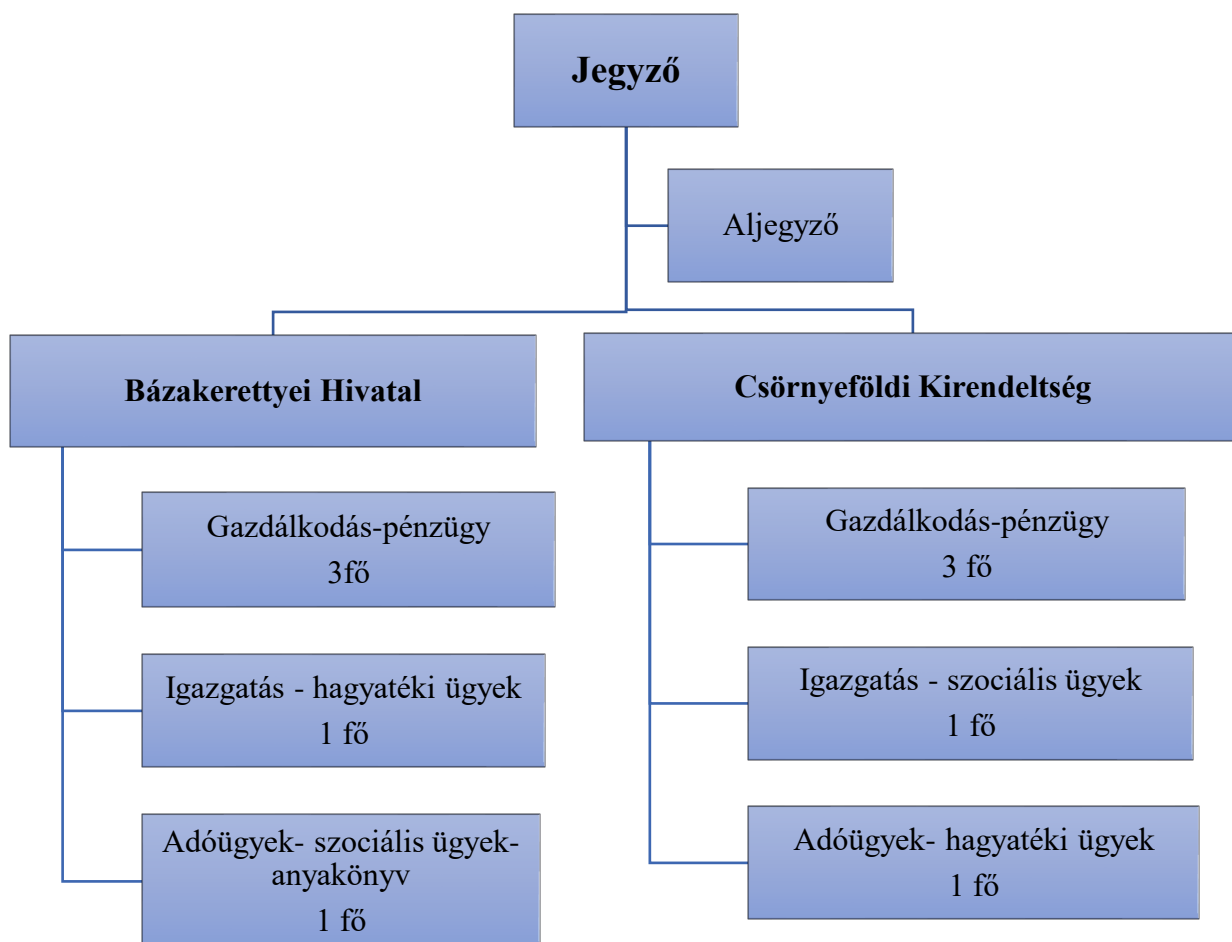 Jegyző
Aljegyző
Bázakerettyei Hivatal
Gazdálkodás-pénzügy
3fő
Igazgatás - hagyatéki ügyek
1 fő
Adóügyek- szociális ügyek-
anyakönyv
1 fő
Csörnyeföldi Kirendeltség
Gazdálkodás-pénzügy
3 fő
Igazgatás - szociális ügyek
1 fő
Adóügyek- hagyatéki ügyek
1 fő